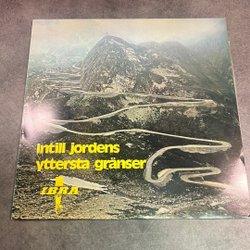 Intill jordens
yttersta gränser
IBRA